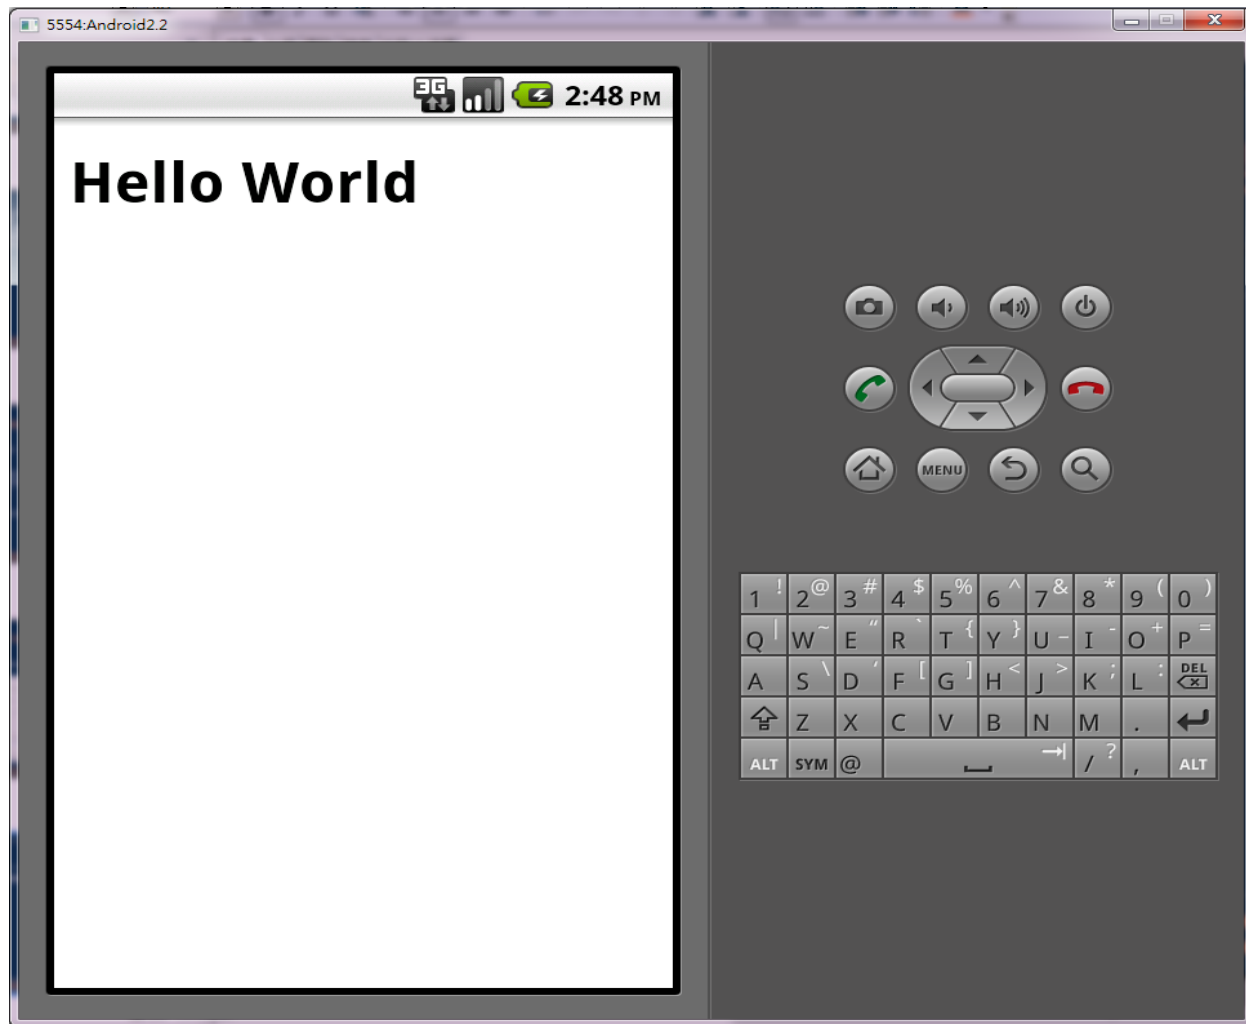 5554:Android2.2
3G 2:48 PM
Hello World
MENU
1 ! 2 @ 3 # 4 $ 5 % 6 ^ 7 & 8 * 9 ( 0 )
Q | W ~ E “ R ` T { Y } U _ I - O + P =
A S \ D ‘ F [ G ] H < J > K ; L : DEL
Z X C V B N M .
ALT SYM @ / ? , ALT